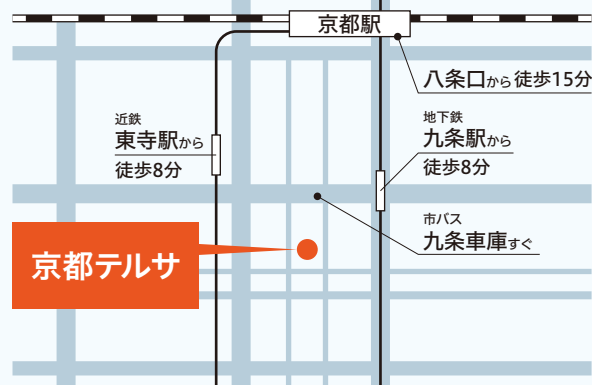 京都駅
八条口から徒歩15分
近鉄
東寺駅から
徒歩8分
地下鉄
九条駅から
徒歩8分
市バス
九条車庫すぐ
京都テルサ